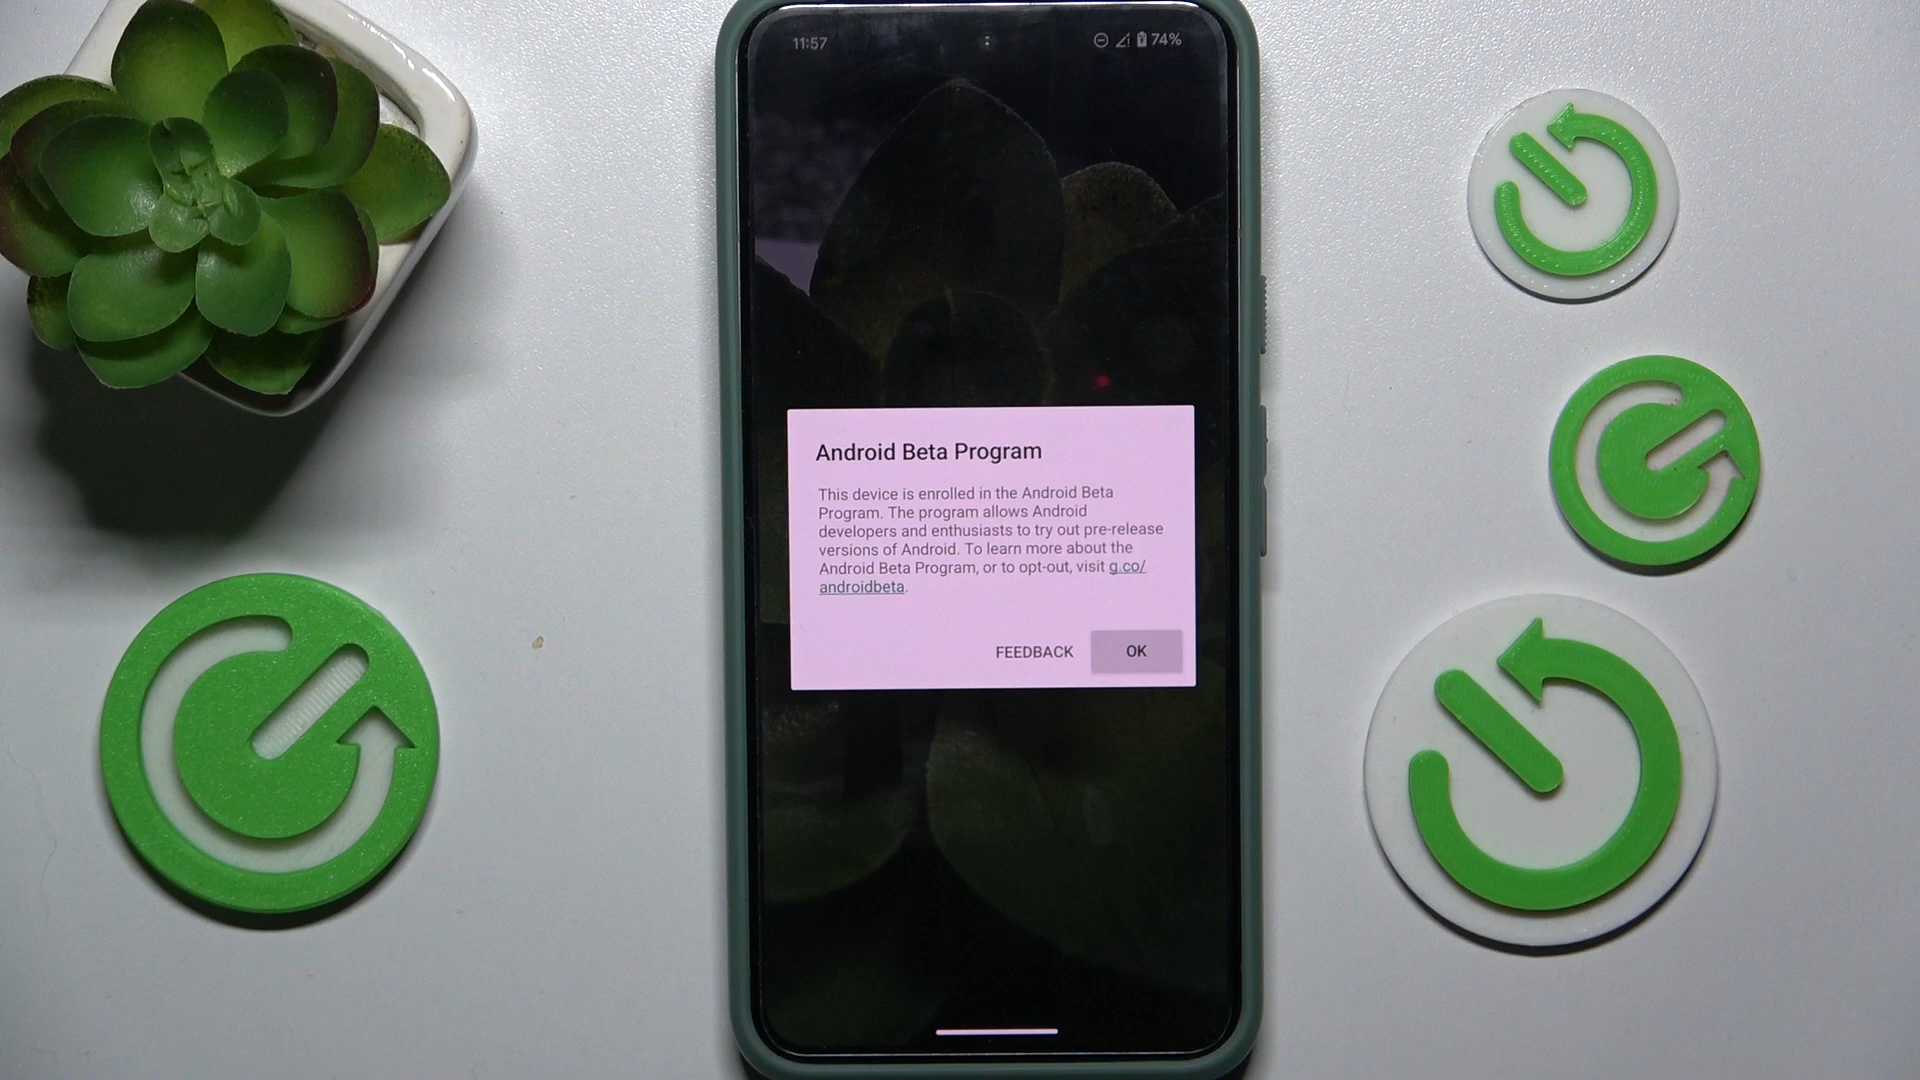 11:57
74%
Android Beta Program
This device is enrolled in the Android Beta
Program. The program allows Android
developers and enthusiasts to try out pre-release
versions of Android. To learn more about the
Android Beta Program, or to opt-out, visit g.co/
androidbeta.
FEEDBACK
OK